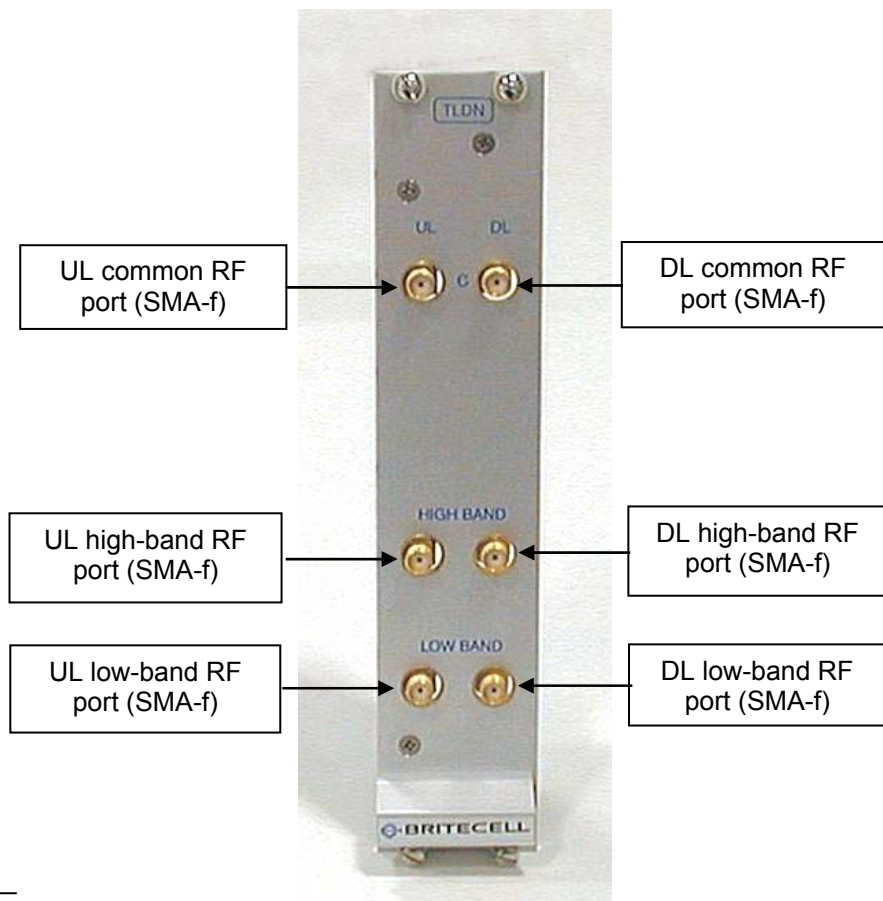 TLDN
UL DL
UL common RF
port (SMA-f)
C
DL common RF
port (SMA-f)
HIGH BAND
UL high-band RF
port (SMA-f)
DL high-band RF
port (SMA-f)
LOW BAND
UL low-band RF
port (SMA-f)
DL low-band RF
port (SMA-f)
BRITECELL